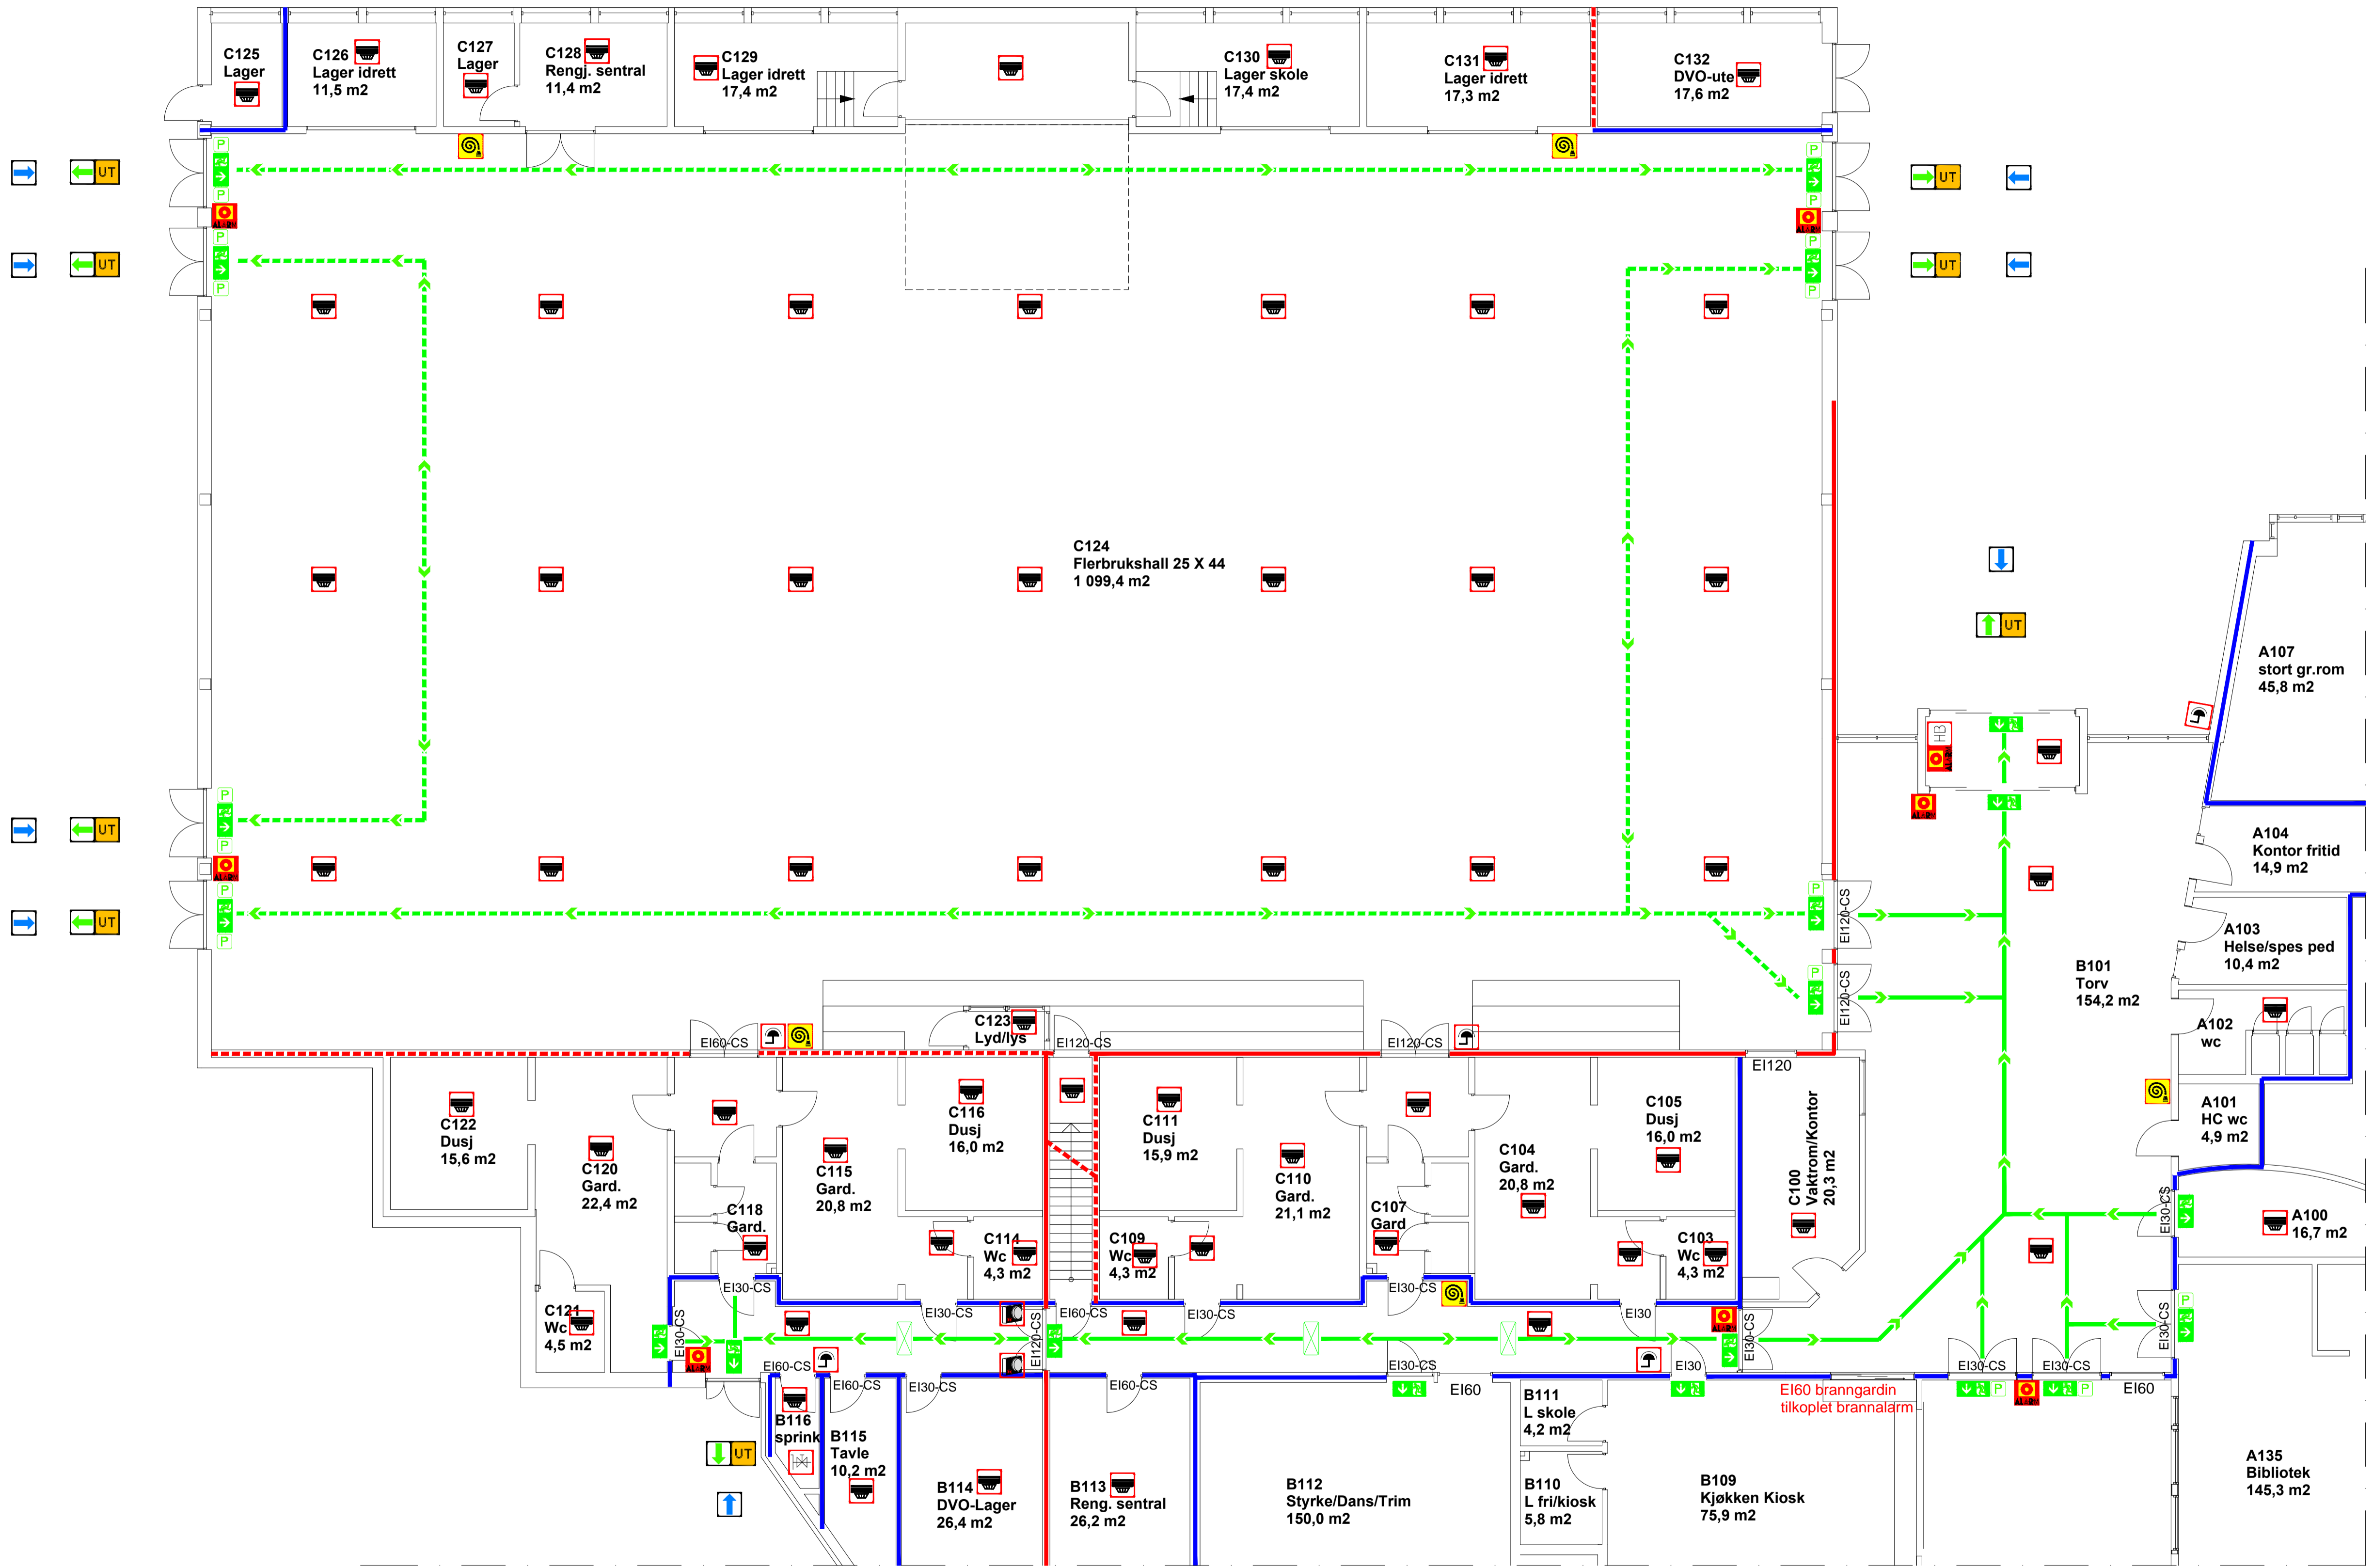 C125
Lager
C126
Lager idrett
11,5 m2
C127
Lager
C128
Rengj. sentral
11,4 m2
C129
Lager idrett
17,4 m2
C130
Lager skole
17,4 m2
C131
Lager idrett
17,3 m2
C132
DVO-ute
17,6 m2
P
P
P
P
UT
UT
P
P
ALARM
ALARM
P
P
UT
UT
P
P
C124
Flerbrukshall 25 X 44
1 099,4 m2
UT
A107
stort gr.rom
45,8 m2
HB
ALARM
ALARM
P
UT
P
A104
Kontor fritid
14,9 m2
ALARM
P
P
UT
P
EI120-CS
A103
Helse/spes ped
10,4 m2
P
EI120-CS
B101
Torv
154,2 m2
C123
Lyd/lys
A102
wc
EI60-CS
EI120-CS
EI120-CS
EI120
C122
Dusj
15,6 m2
C120
Gard.
22,4 m2
C118
Gard.
C115
Gard.
20,8 m2
C116
Dusj
16,0 m2
C111
Dusj
15,9 m2
C110
Gard.
21,1 m2
C107
Gard
C104
Gard.
20,8 m2
C105
Dusj
16,0 m2
C100
Vaktrom/Kontor
20,3 m2
A101
HC wc
4,9 m2
C114
Wc
4,3 m2
C109
Wc
4,3 m2
C103
Wc
4,3 m2
EI30-CS
A100
16,7 m2
C121
Wc
4,5 m2
EI30-CS
EI30-CS
EI30-CS
EI60-CS
EI30-CS
EI30-CS
EI30
ALARM
EI120-CS
EI30-CS
P
EI30-CS
ALARM
EI60-CS
EI60-CS
EI30-CS
EI60-CS
EI30-CS
EI60
EI30
EI30-CS
EI30-CS
EI60
EI60 branngardin
tilkoplet brannalarm
P
ALARM
P
B116
sprink
B115
Tavle
10,2 m2
UT
B114
DVO-Lager
26,4 m2
B113
Reng. sentral
26,2 m2
B112
Styrke/Dans/Trim
150,0 m2
B111
L skole
4,2 m2
B110
L fri/kiosk
5,8 m2
B109
Kjøkken Kiosk
75,9 m2
A135
Bibliotek
145,3 m2